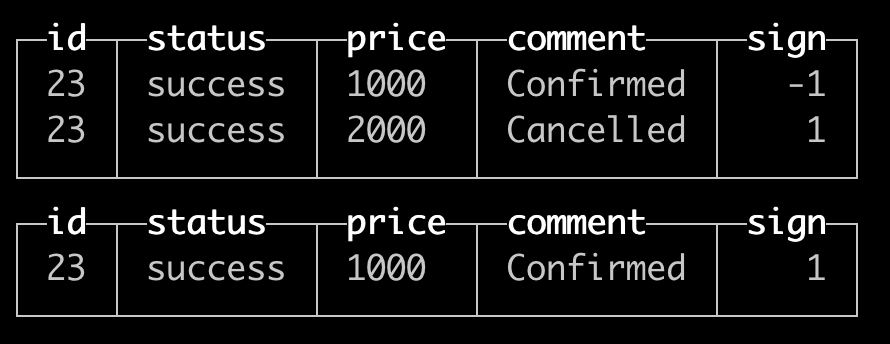 id status price comment sign
23 success 1000 Confirmed -1
23 success 2000 Cancelled 1
id status price comment sign
23 success 1000 Confirmed 1